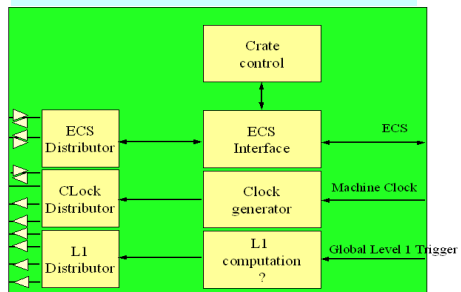 Crate
control
ECS
Distributor
ECS
Interface
ECS
CLock
Distributor
Clock
generator
Machine Clock
L1
Distributor
L1
computation
?
Global Level 1 Trigger